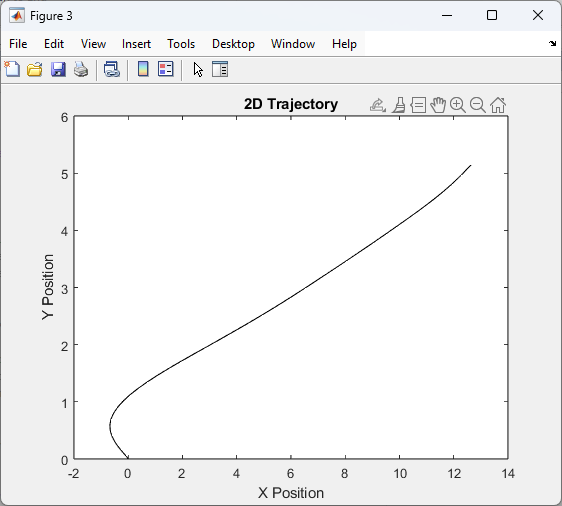 Figure 3
File Edit View Insert Tools Desktop Window Help
2D Trajectory
6
5
4
3
2
1
0
Y Position
-2 0 2 4 6 8 10 12 14
X Position